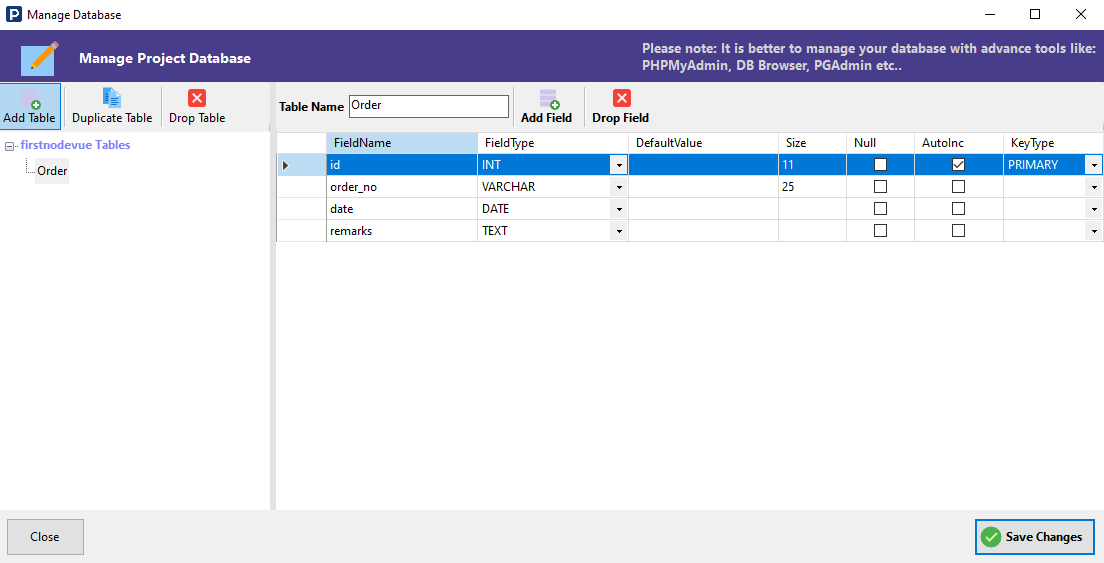 Manage Database
Manage Project Database
Please note: It is better to manage your database with advance tools like:
PHPMyAdmin, DB Browser, PGAdmin etc..
Add Table
Duplicate Table
Drop Table
firstnodevue Tables
Order
Table Name Order
Add Field
Drop Field
FieldName FieldType DefaultValue Size Null AutoInc KeyType
id INT 11 PRIMARY
order_no VARCHAR 25
date DATE
remarks TEXT
Close
Save Changes